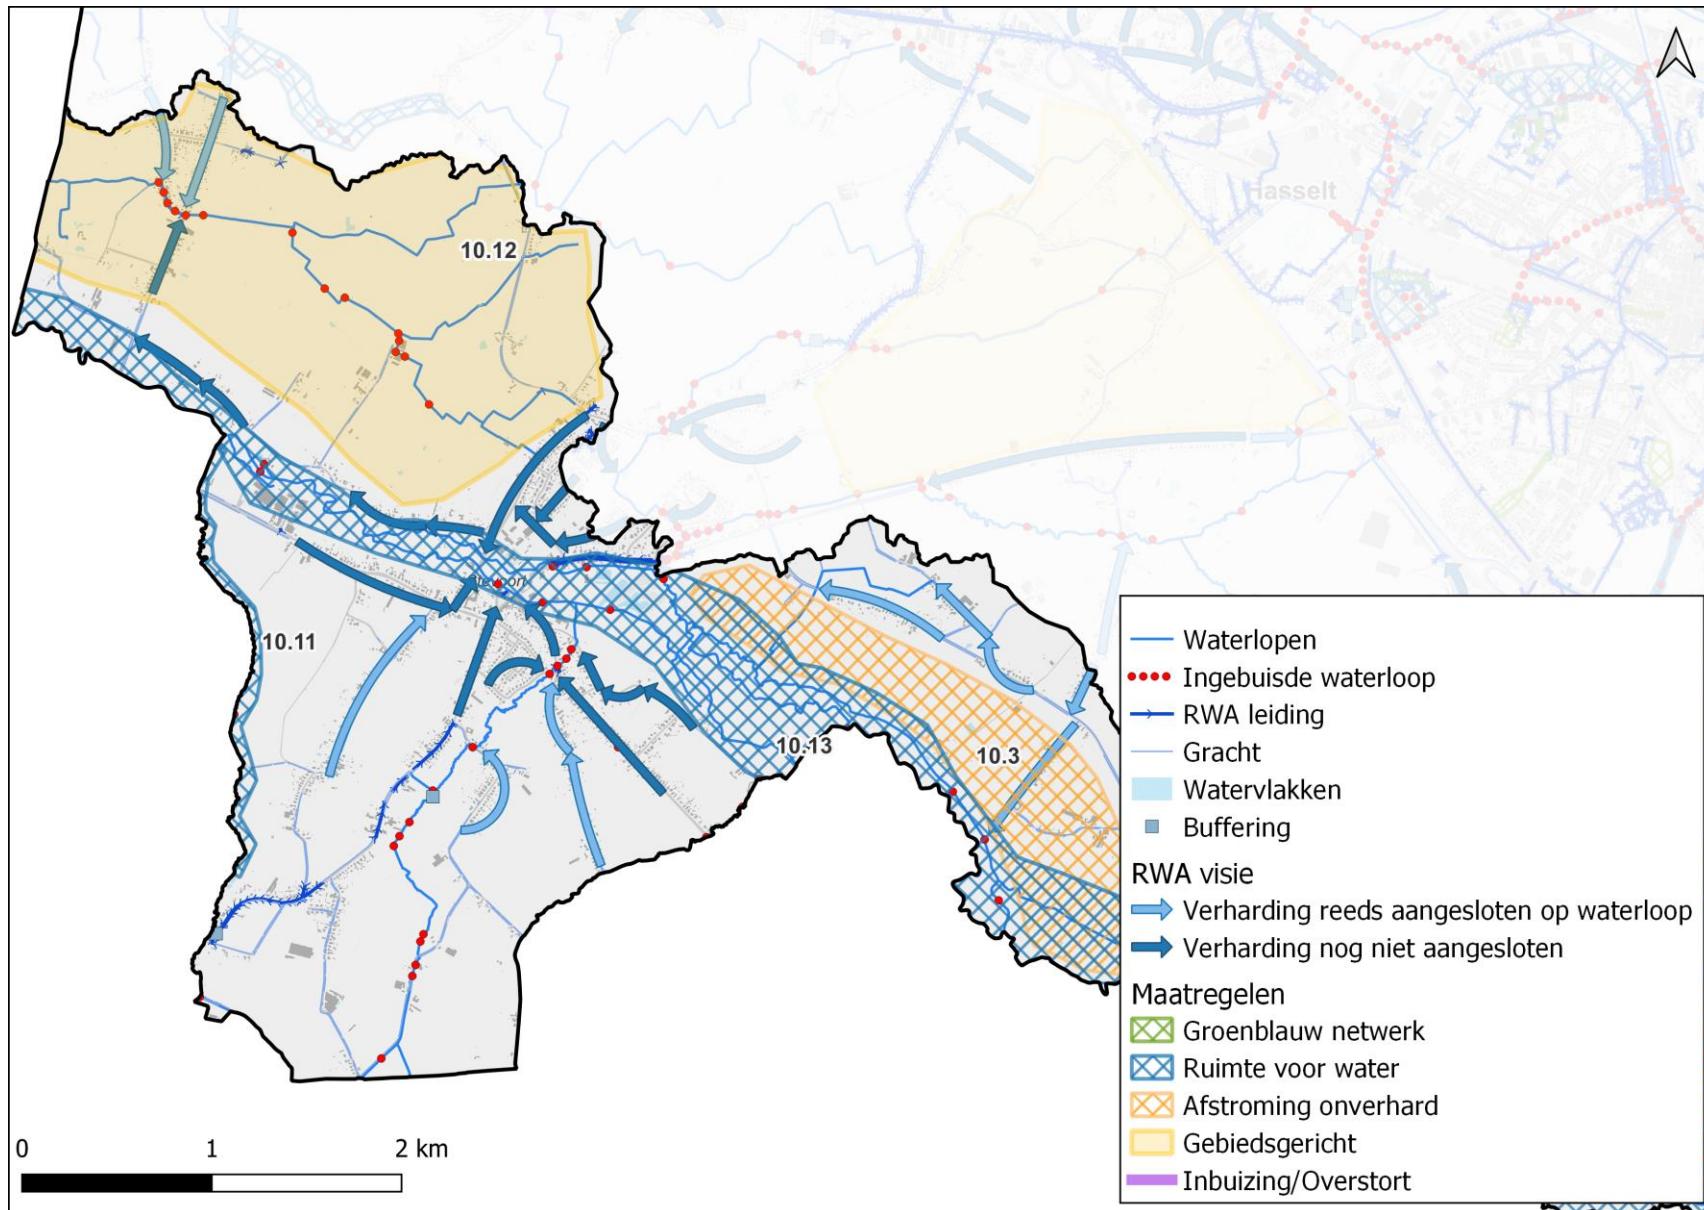 Hasselt
10.12
Stevoort
10.11
10.13
10.3
Waterlopen
Ingebuisde waterloop
RWA leiding
Gracht
Watervlakken
Buffering
RWA visie
Verharding reeds aangesloten op waterloop
Verharding nog niet aangesloten
Maatregelen
Groenblauw netwerk
Ruimte voor water
Afstroming onverhard
Gebiedsgericht
Inbuizing/Overstort
0 1 2 km